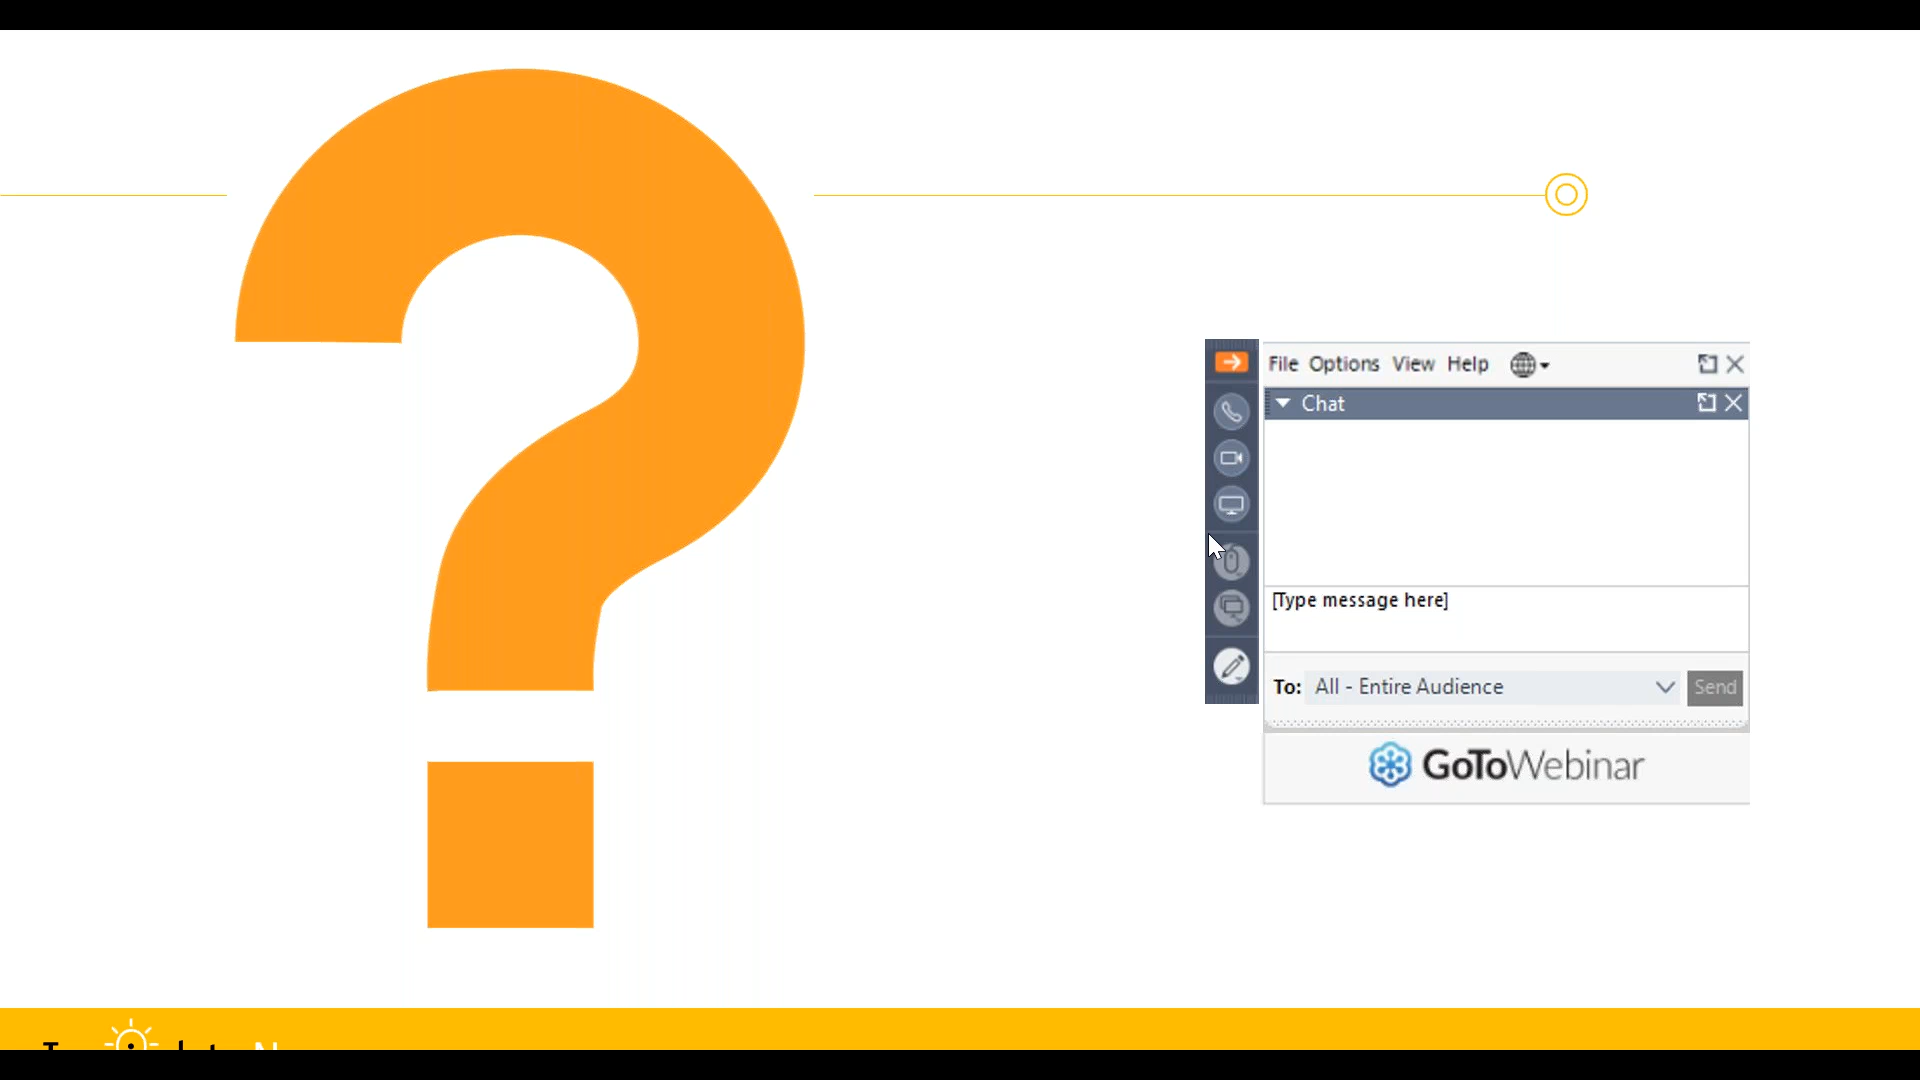 File Options View Help
Chat
[Type message here]
To: All - Entire Audience Send
GoToWebinar